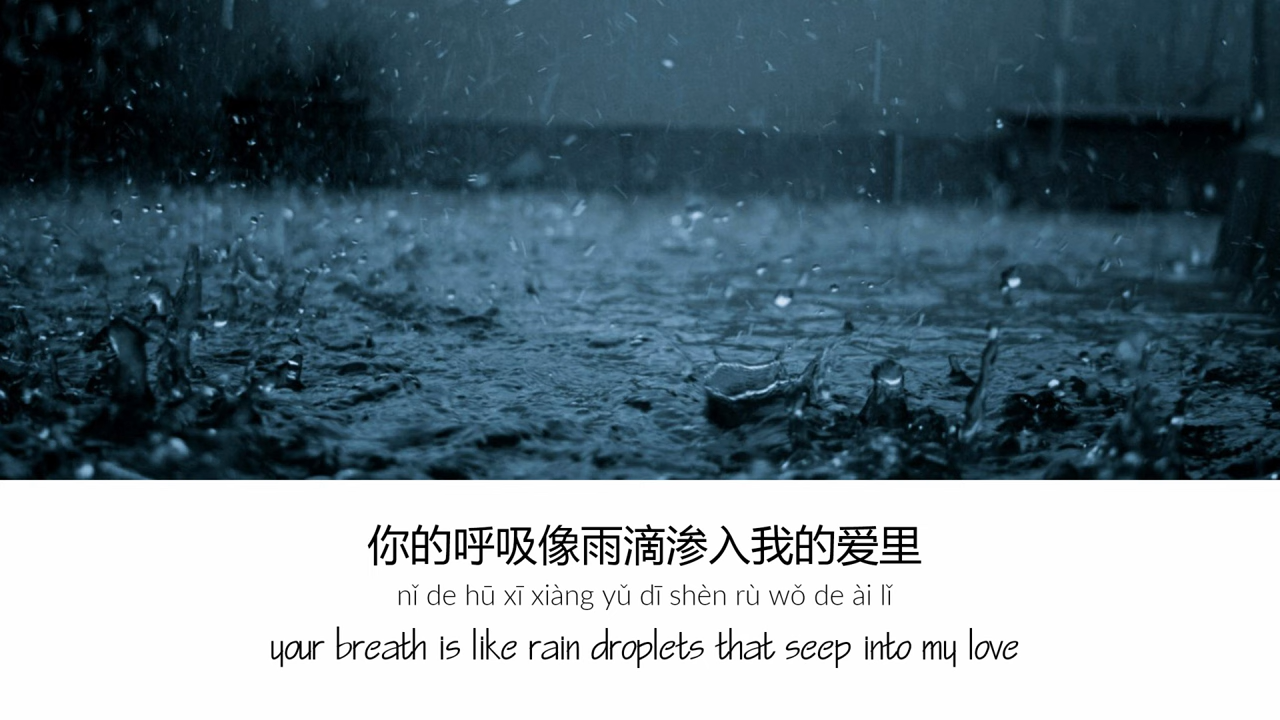 你的呼吸像雨滴渗入我的爱里
nǐ de hū xī xiàng yǔ dī shèn rù wǒ de ài lǐ
your breath is like rain droplets that seep into my love